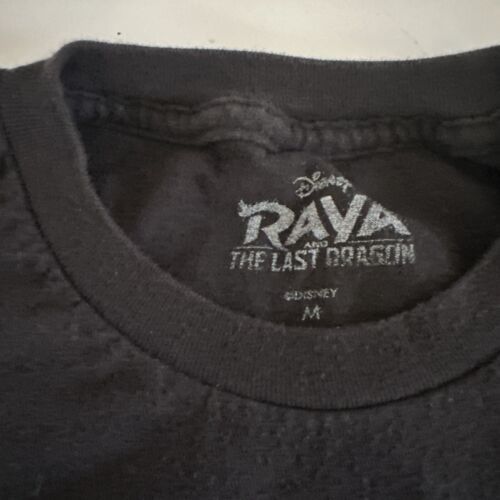 Disney
RAYA
AND
THE LAST DRAGON
©DISNEY
M